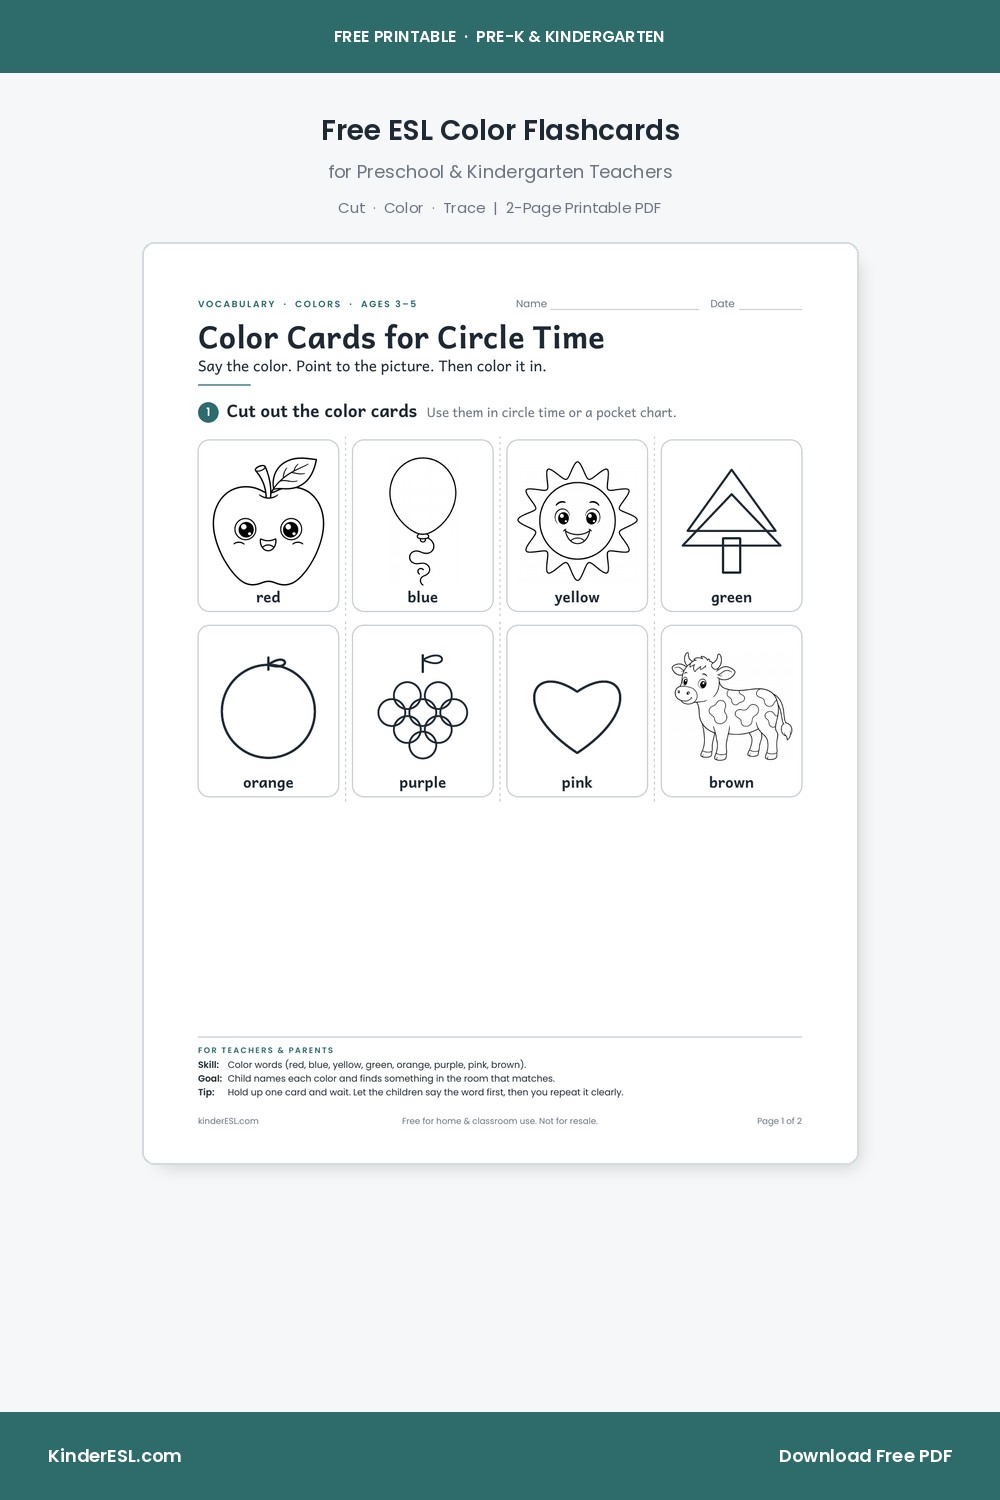 FREE PRINTABLE · PRE-K & KINDERGARTEN
Free ESL Color Flashcards
for Preschool & Kindergarten Teachers
Cut · Color · Trace | 2-Page Printable PDF
VOCABULARY · COLORS · AGES 3–5
Name
Date
Color Cards for Circle Time
Say the color. Point to the picture. Then color it in.
1 Cut out the color cards Use them in circle time or a pocket chart.
red
blue
yellow
green
orange
purple
pink
brown
FOR TEACHERS & PARENTS
Skill: Color words (red, blue, yellow, green, orange, purple, pink, brown).
Goal: Child names each color and finds something in the room that matches.
Tip: Hold up one card and wait. Let the children say the word first, then you repeat it clearly.
kinderESL.com
Free for home & classroom use. Not for resale.
Page 1 of 2
KinderESL.com
Download Free PDF